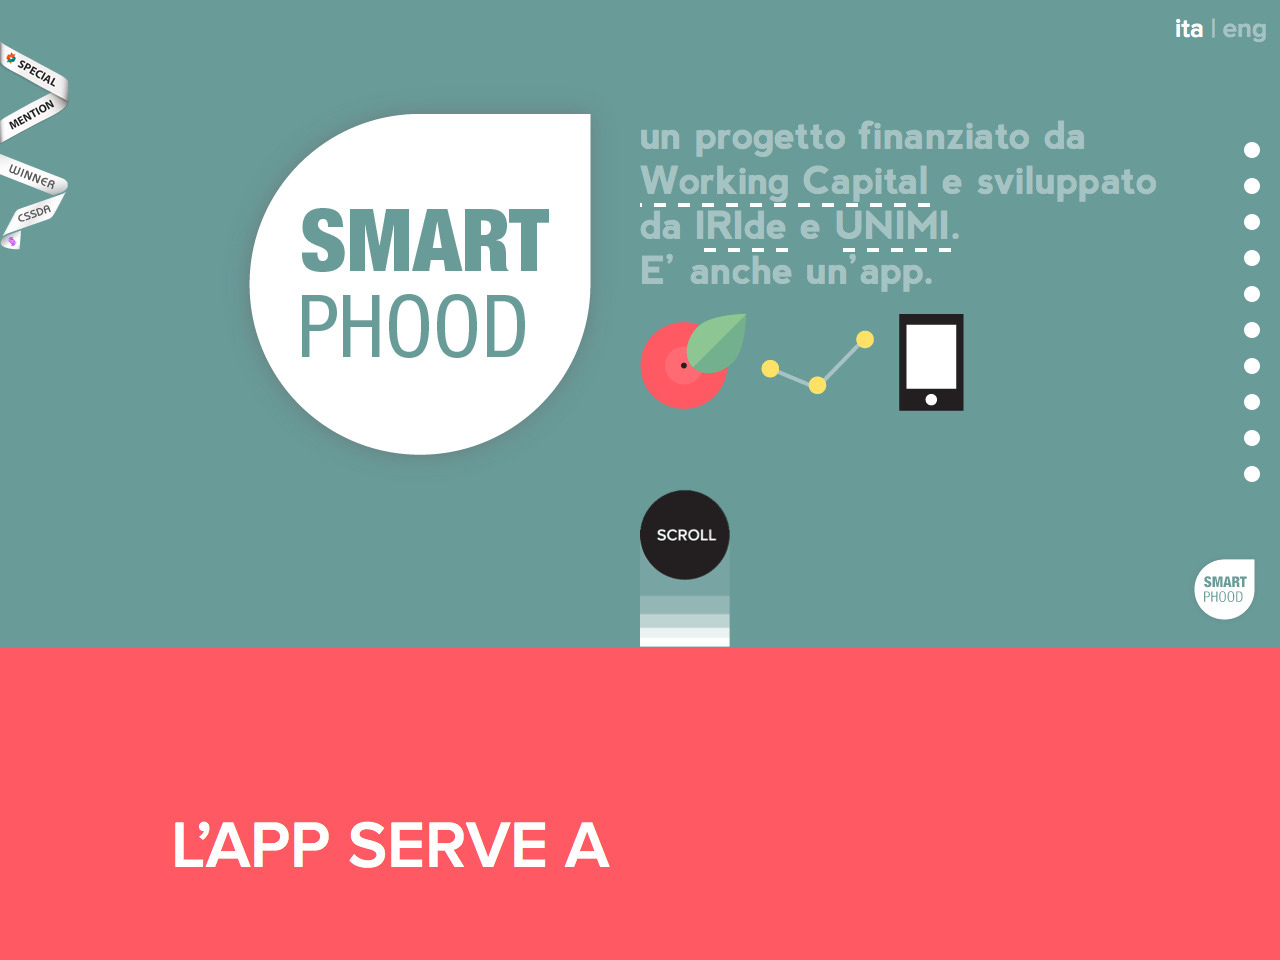 ita | eng
SPECIAL
MENTION
WINNER
CSSDA
SMART
PHOOD
un progetto finanziato da
Working Capital e sviluppato
da IRIde e UNIMI.
E’ anche un’app.
SCROLL
SMART
PHOOD
L’APP SERVE A